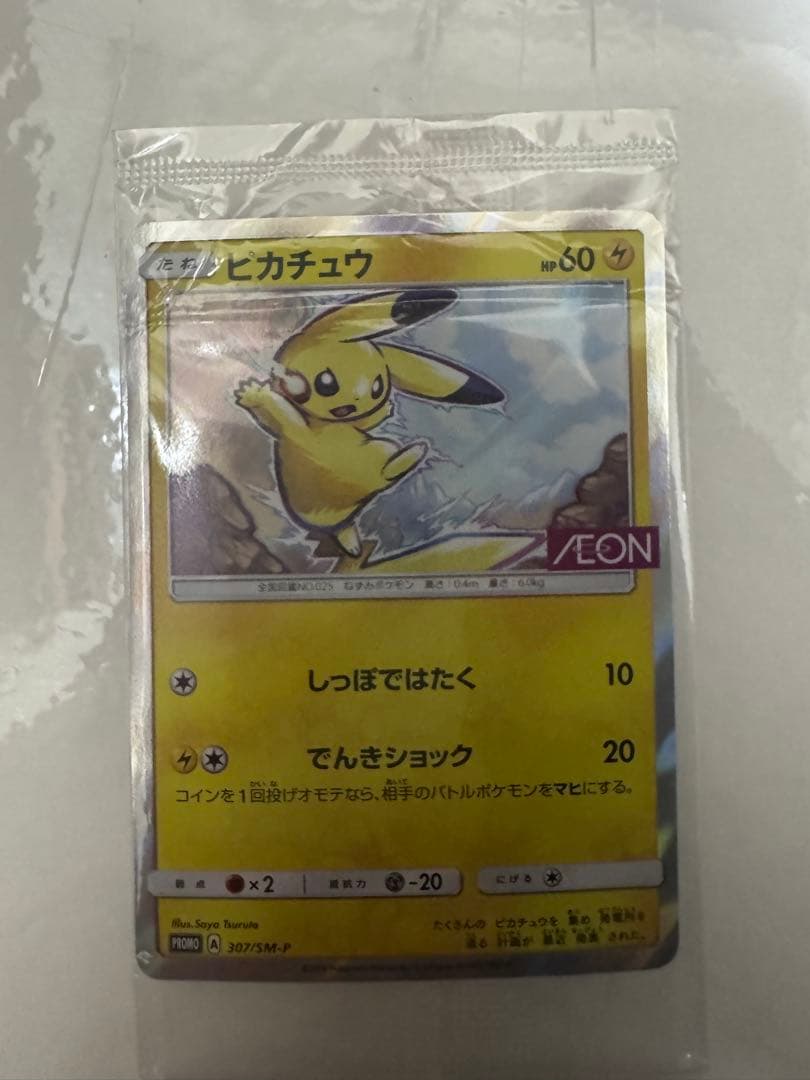 たね ピカチュウ HP60
ÆON
全国図鑑NO.025 ねずみポケモン 高さ:0.4m 重さ:6.0kg
しっぽではたく 10
でんきショック 20
コインを1回投げオモテなら、相手のバトルポケモンをマヒにする。
弱点 ×2 抵抗力 -20 にげる
Illus. Saya Tsuruta
たくさんの ピカチュウを 集め 発電所を
造る 計画が 最近 発表 された。
PROMO A 307/SM-P